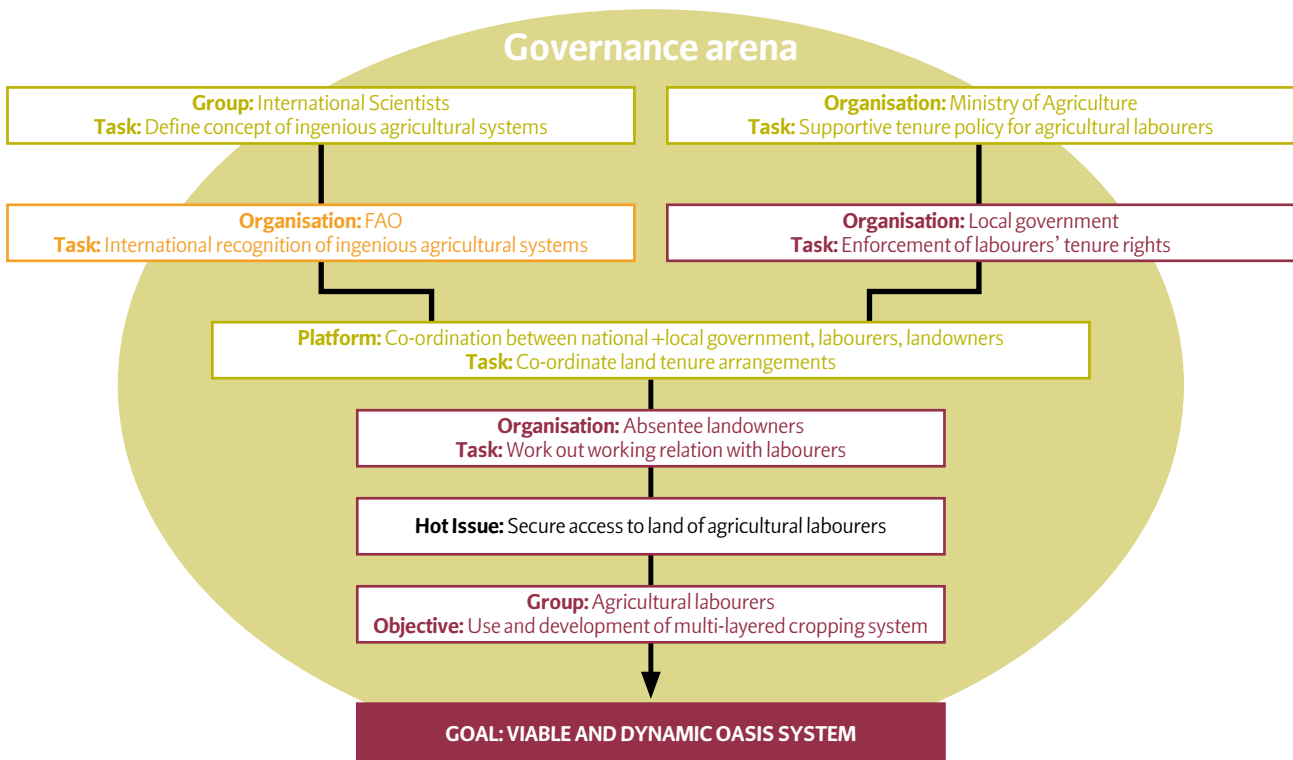 Governance arena
Group: International Scientists
Task: Define concept of ingenious agricultural systems
Organisation: Ministry of Agriculture
Task: Supportive tenure policy for agricultural labourers
Organisation: FAO
Task: International recognition of ingenious agricultural systems
Organisation: Local government
Task: Enforcement of labourers’ tenure rights
Platform: Co-ordination between national +local government, labourers, landowners
Task: Co-ordinate land tenure arrangements
Organisation: Absentee landowners
Task: Work out working relation with labourers
Hot Issue: Secure access to land of agricultural labourers
Group: Agricultural labourers
Objective: Use and development of multi-layered cropping system
GOAL: VIABLE AND DYNAMIC OASIS SYSTEM